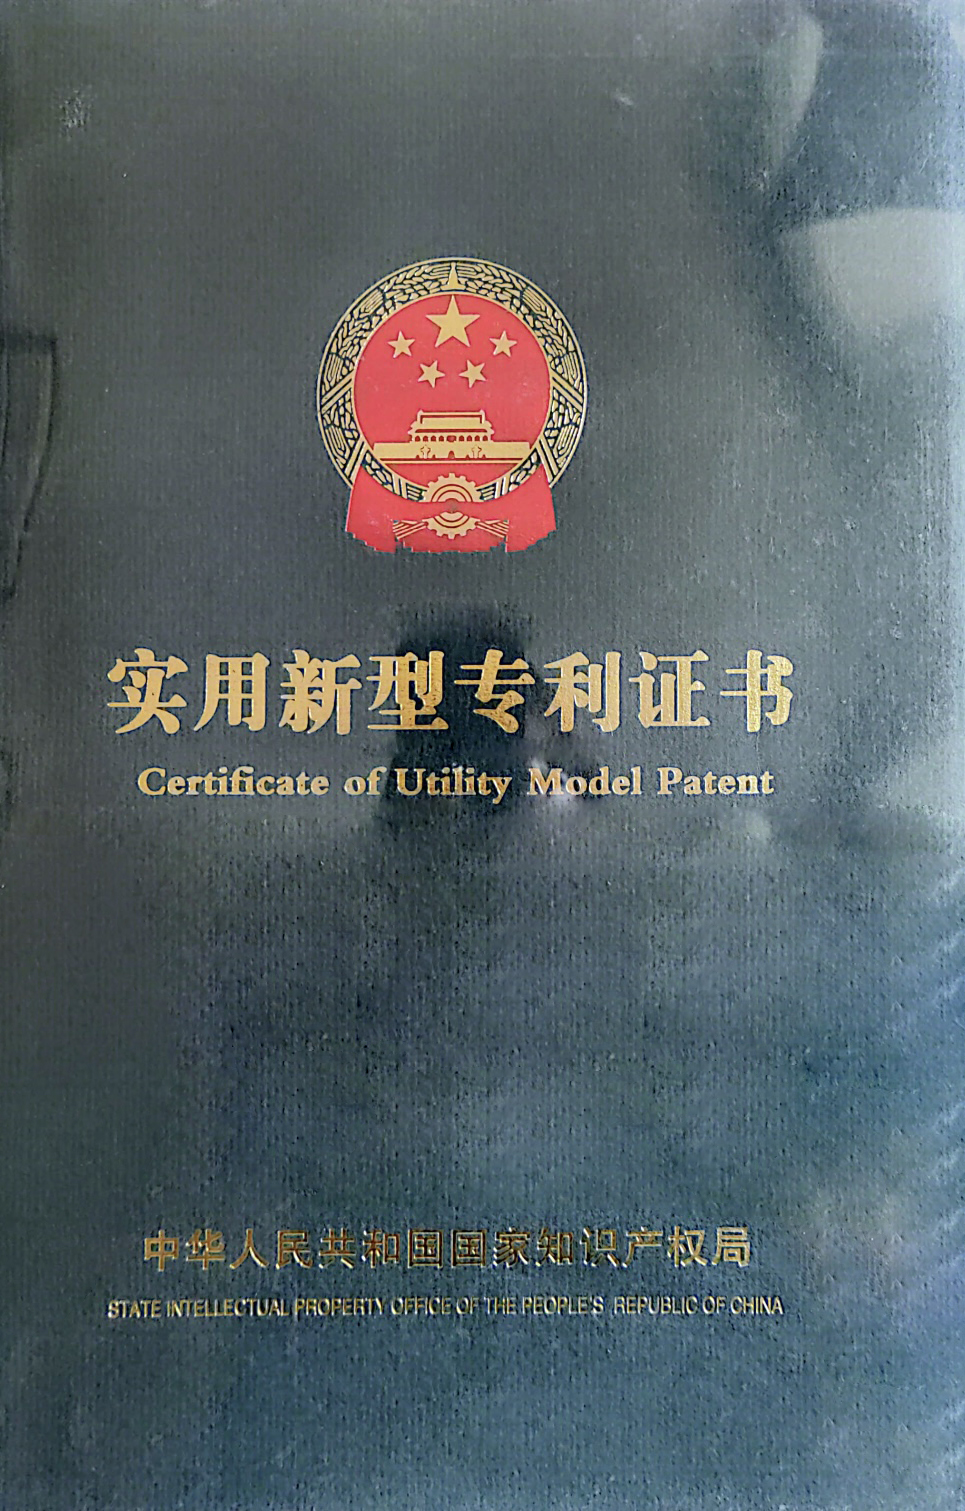 实用新型专利证书
Certificate of Utility Model Patent
中华人民共和国国家知识产权局
STATE INTELLECTUAL PROPERTY OFFICE OF THE PEOPLE'S REPUBLIC OF CHINA